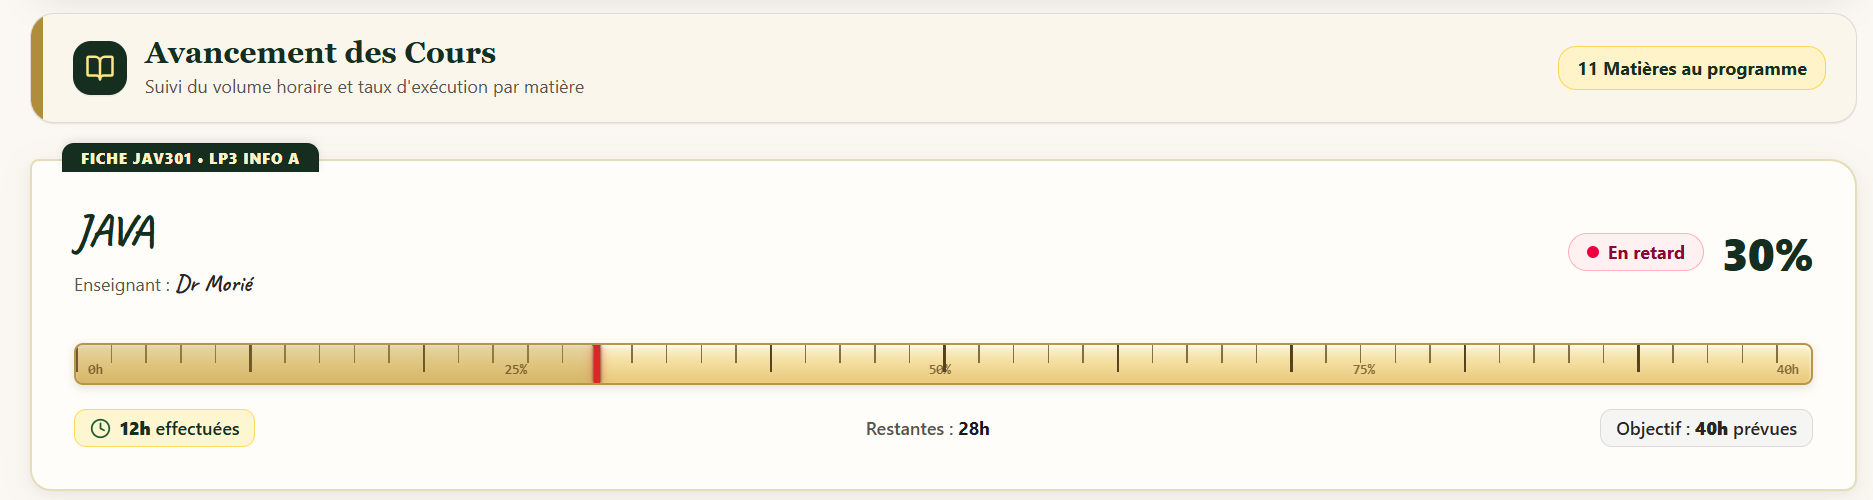 Avancement des Cours
Suivi du volume horaire et taux d'exécution par matière
11 Matières au programme
FICHE JAV301 • LP3 INFO A
JAVA
Enseignant : Dr Morié
En retard
30%
0h 25% 50% 75% 40h
12h effectuées
Restantes : 28h
Objectif : 40h prévues